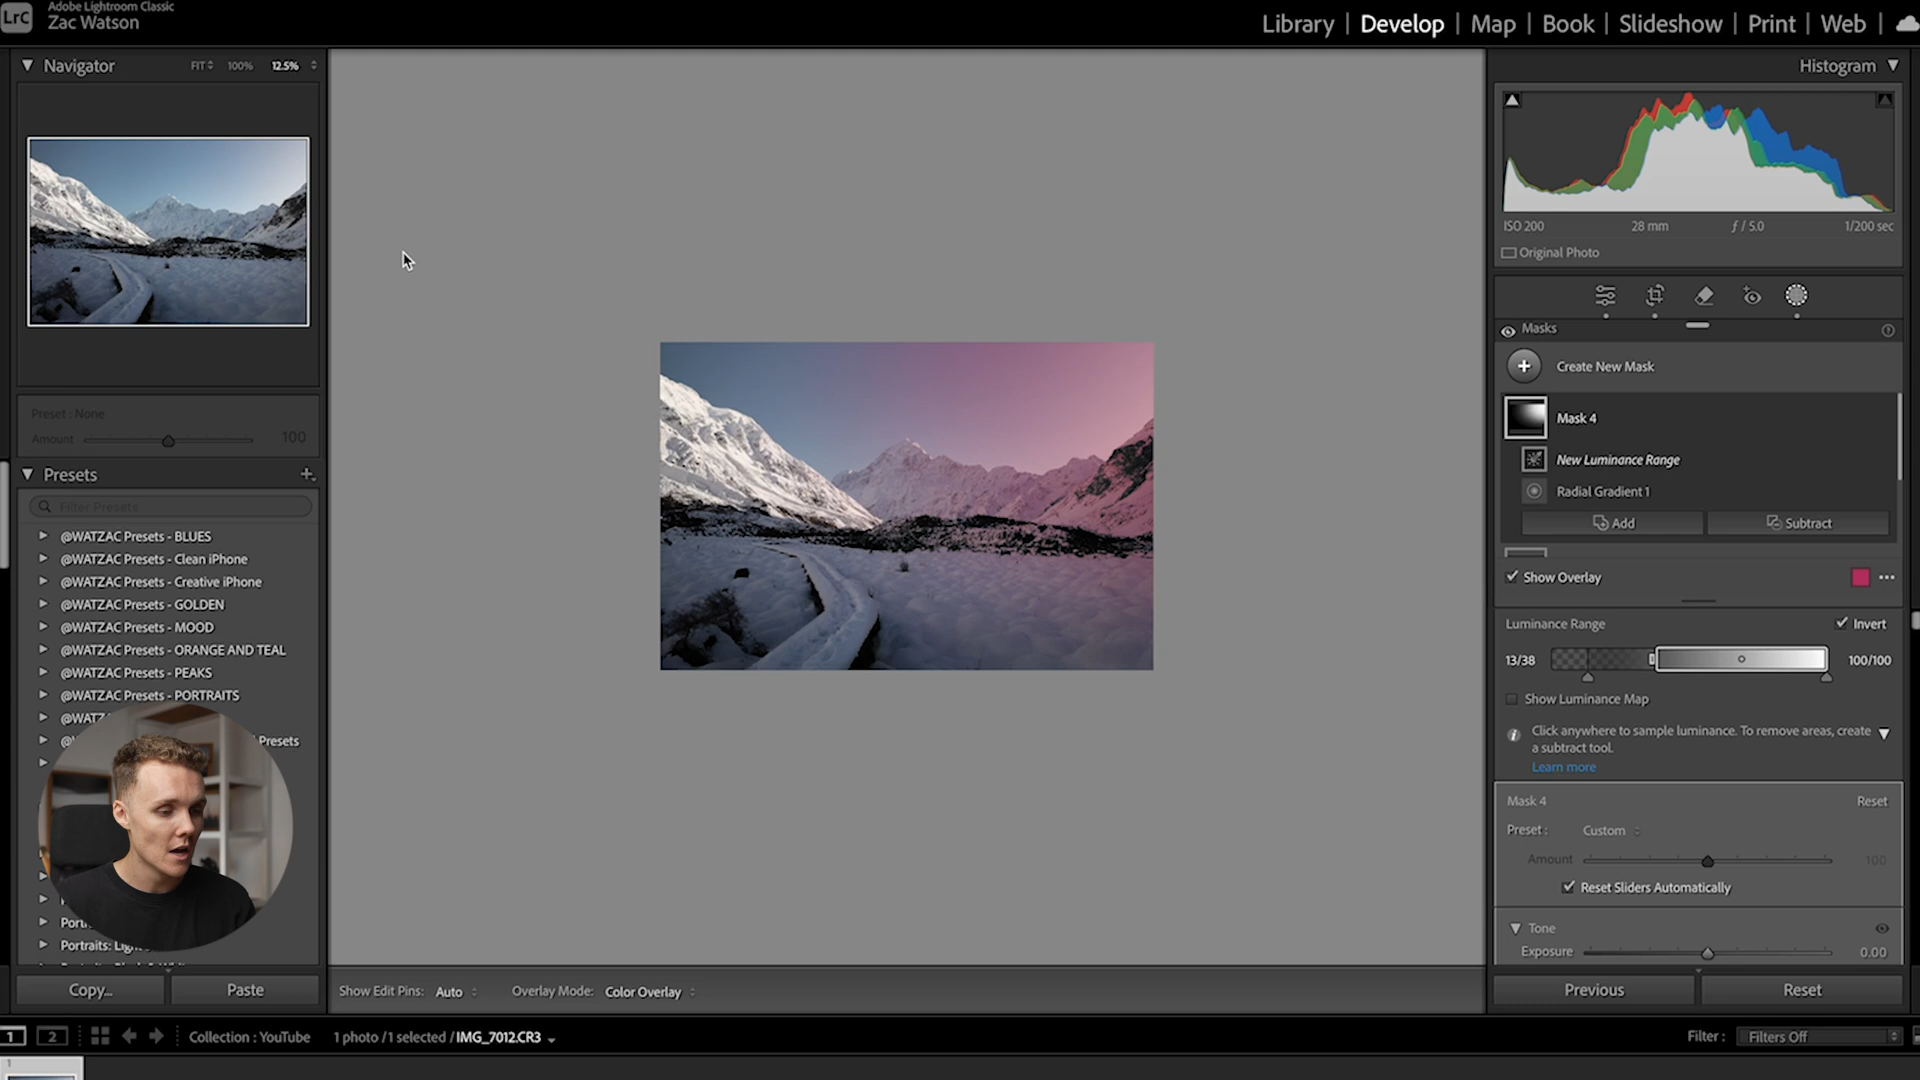 LrC
Adobe Lightroom Classic
Zac Watson
Library | Develop | Map | Book | Slideshow | Print | Web |
Navigator
FIT 100% 12.5%
Preset : None
Amount 100
Presets
Filter Presets
@WATZAC Presets - BLUES
@WATZAC Presets - Clean iPhone
@WATZAC Presets - Creative iPhone
@WATZAC Presets - GOLDEN
@WATZAC Presets - MOOD
@WATZAC Presets - ORANGE AND TEAL
@WATZAC Presets - PEAKS
@WATZAC Presets - PORTRAITS
Presets
Copy...
Paste
Show Edit Pins: Auto
Overlay Mode: Color Overlay
Histogram
ISO 200 28 mm ƒ / 5.0 1/200 sec
Original Photo
Masks
Create New Mask
Mask 4
New Luminance Range
Radial Gradient 1
Add
Subtract
Show Overlay
Luminance Range
Invert
13/38
100/100
Show Luminance Map
Click anywhere to sample luminance. To remove areas, create
a subtract tool.
Learn more
Mask 4
Reset
Preset : Custom
Amount 100
Reset Sliders Automatically
Tone
Exposure 0.00
Previous
Reset
1 2
Collection : YouTube
1 photo / 1 selected / IMG_7012.CR3
Filter : Filters Off
1